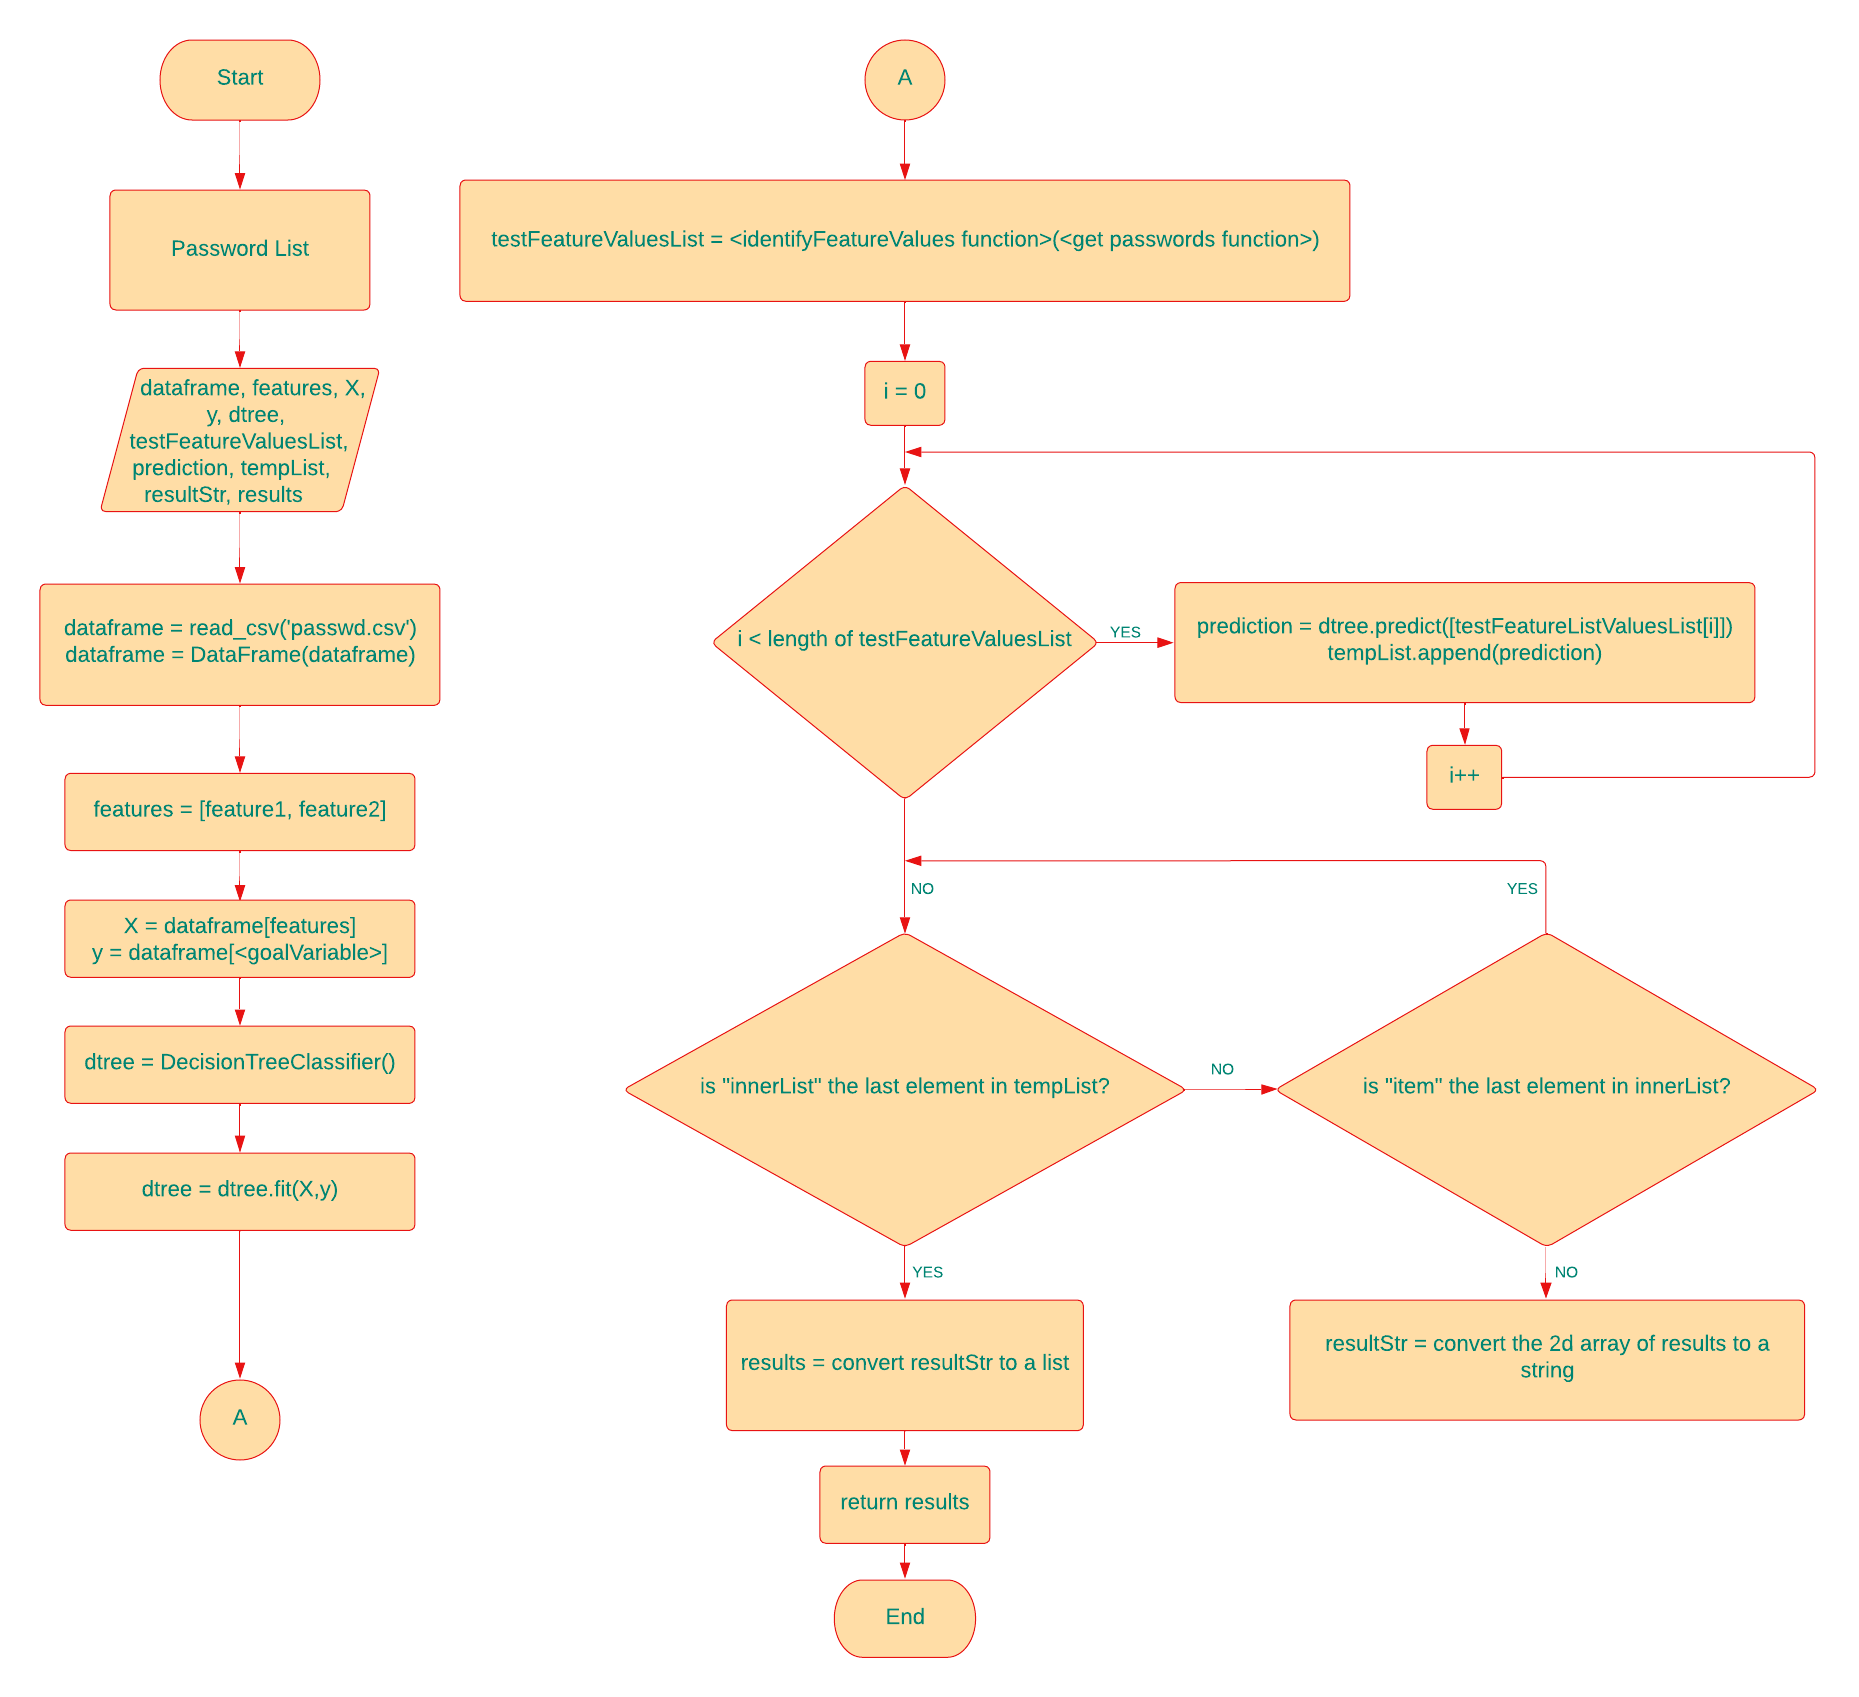 Start
Password List
dataframe, features, X,
y, dtree,
testFeatureValuesList,
prediction, tempList,
resultStr, results
dataframe = read_csv('passwd.csv')
dataframe = DataFrame(dataframe)
features = [feature1, feature2]
X = dataframe[features]
y = dataframe[<goalVariable>]
dtree = DecisionTreeClassifier()
dtree = dtree.fit(X,y)
A
A
testFeatureValuesList = <identifyFeatureValues function>(<get passwords function>)
i = 0
i < length of testFeatureValuesList
YES
prediction = dtree.predict([testFeatureListValuesList[i]])
tempList.append(prediction)
i++
NO
YES
is "innerList" the last element in tempList?
NO
is "item" the last element in innerList?
YES
NO
results = convert resultStr to a list
resultStr = convert the 2d array of results to a
string
return results
End